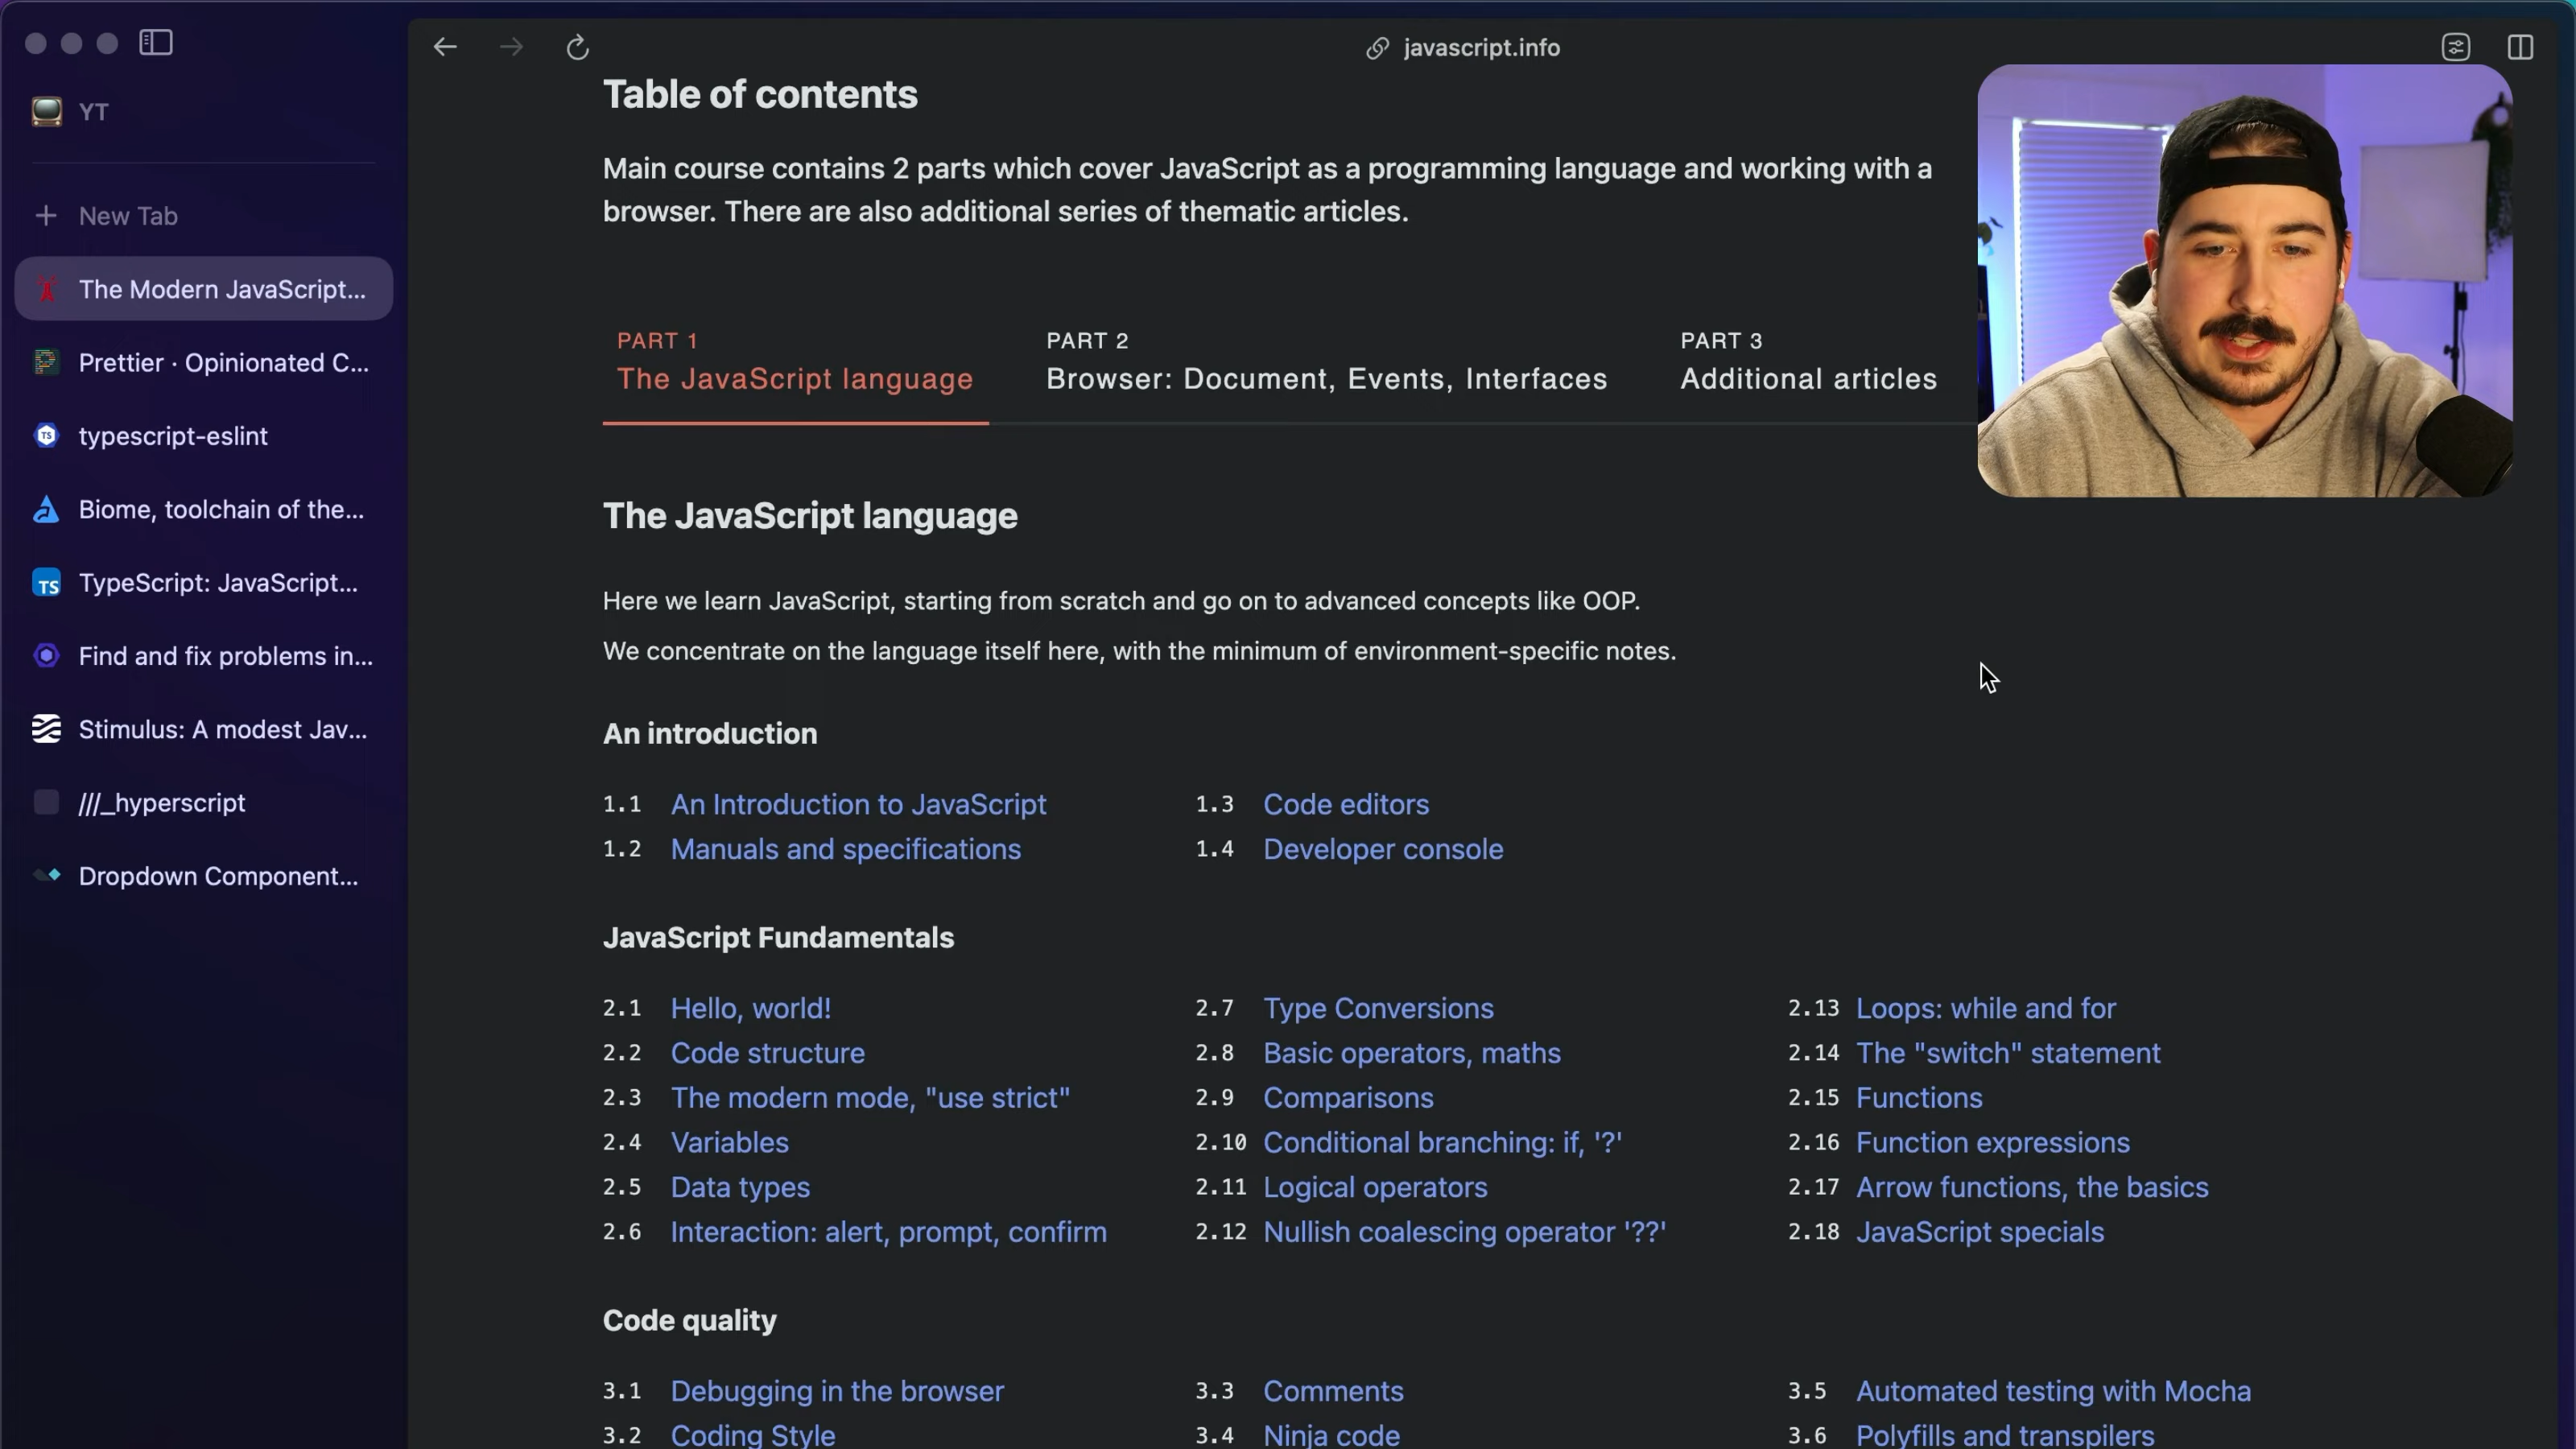 YT
New Tab
The Modern JavaScript...
Prettier · Opinionated C...
typescript-eslint
Biome, toolchain of the...
TS
TypeScript: JavaScript...
Find and fix problems in...
Stimulus: A modest Jav...
///_hyperscript
Dropdown Component...
javascript.info
Table of contents
Main course contains 2 parts which cover JavaScript as a programming language and working with a
browser. There are also additional series of thematic articles.
PART 1
The JavaScript language
PART 2
Browser: Document, Events, Interfaces
PART 3
Additional articles
The JavaScript language
Here we learn JavaScript, starting from scratch and go on to advanced concepts like OOP.
We concentrate on the language itself here, with the minimum of environment-specific notes.
An introduction
1.1 An Introduction to JavaScript
1.2 Manuals and specifications
1.3 Code editors
1.4 Developer console
JavaScript Fundamentals
2.1 Hello, world!
2.2 Code structure
2.3 The modern mode, "use strict"
2.4 Variables
2.5 Data types
2.6 Interaction: alert, prompt, confirm
2.7 Type Conversions
2.8 Basic operators, maths
2.9 Comparisons
2.10 Conditional branching: if, '?'
2.11 Logical operators
2.12 Nullish coalescing operator '??'
2.13 Loops: while and for
2.14 The "switch" statement
2.15 Functions
2.16 Function expressions
2.17 Arrow functions, the basics
2.18 JavaScript specials
Code quality
3.1 Debugging in the browser
3.2 Coding Style
3.3 Comments
3.4 Ninja code
3.5 Automated testing with Mocha
3.6 Polyfills and transpilers